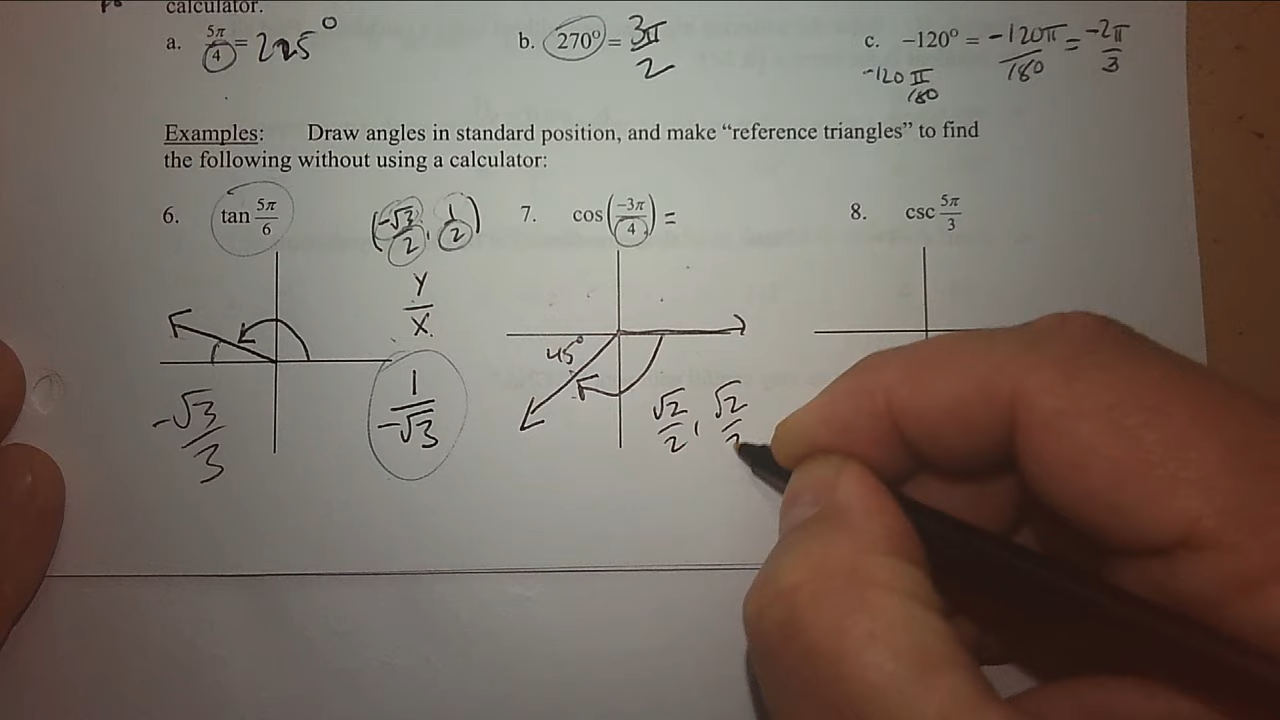 calculator.
a. 5π/4 = 225°
b. 270° = 3π/2
c. −120° = -120π/180 = -2π/3
-120 π/180
Examples: Draw angles in standard position, and make “reference triangles” to find
the following without using a calculator:
6. tan 5π/6
(-√3/2, 1/2)
7. cos(−3π/4) =
8. csc 5π/3
Y/X
45°
-√3/3
1/-√3
√2/2, √2/2